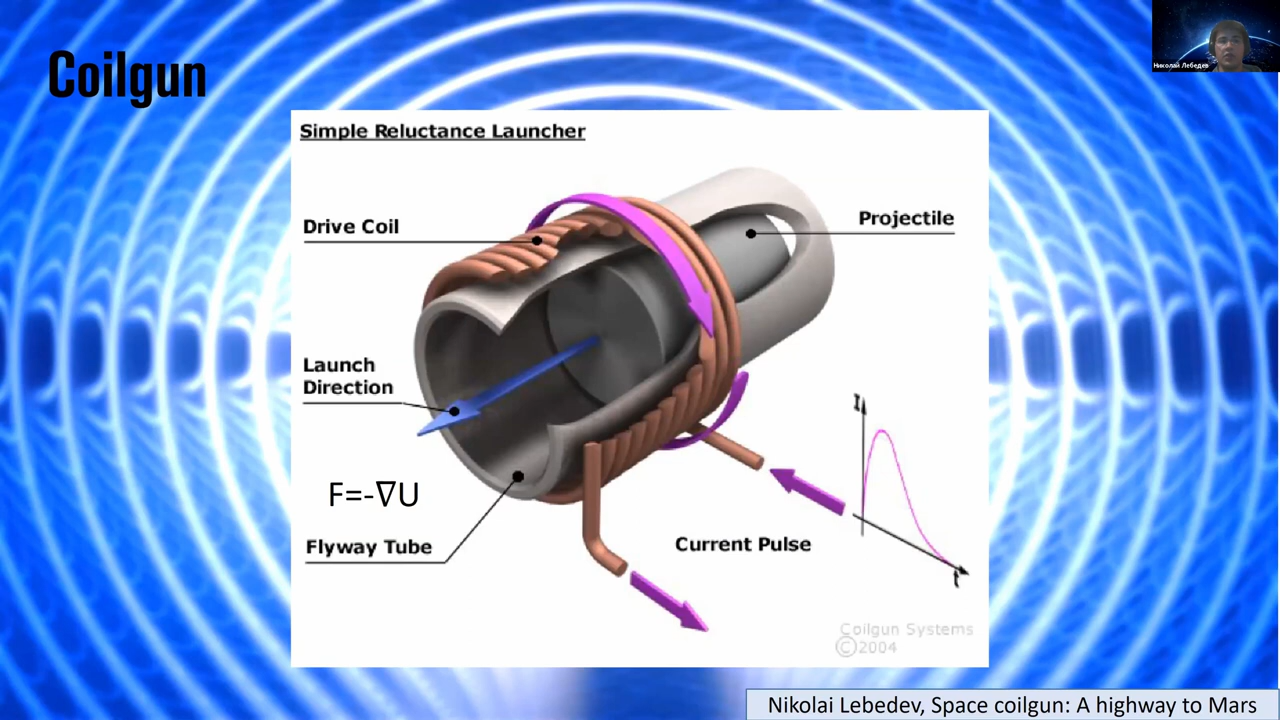 Coilgun
Николай Лебедев
Simple Reluctance Launcher
Drive Coil
Projectile
Launch
Direction
F=-∇U
Flyway Tube
Current Pulse
I
t
Coilgun Systems
©2004
Nikolai Lebedev, Space coilgun: A highway to Mars